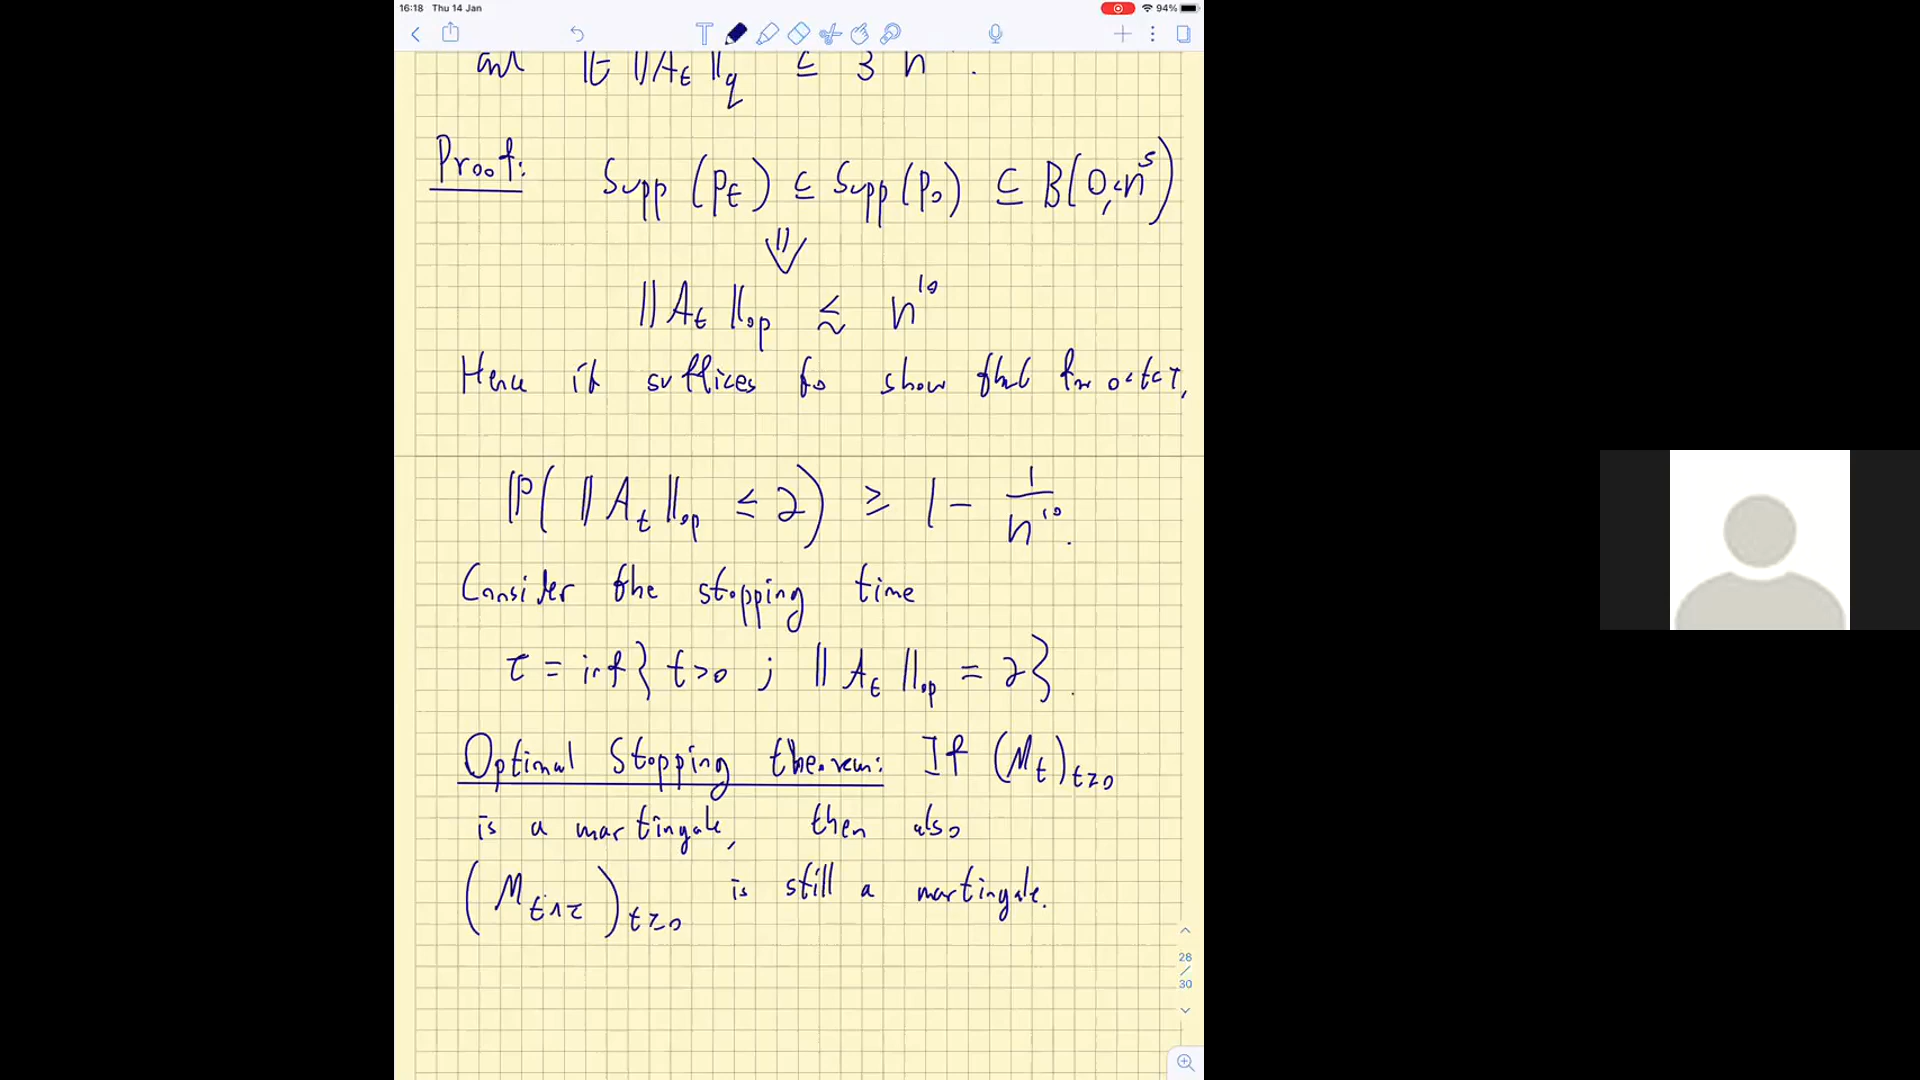 16:18 Thu 14 Jan 94%
and 𝔼 ‖A_t‖_q ≤ 3 n .
Proof: Supp (p_t) ⊆ Supp (p_0) ⊆ B(0, n^5)
⇓
‖A_t‖_op ≲ n^10
Hence it suffices to show that for 0<t<T,
ℙ( ‖A_t‖_op ≤ 2 ) ≥ 1 - 1/n^10 .
Consider the stopping time
τ = inf { t>0 ; ‖A_t‖_op = 2 } .
Optimal Stopping theorem: If (M_t)_{t≥0}
is a martingale, then also
(M_{t∧τ})_{t≥0} is still a martingale.
28
/
30